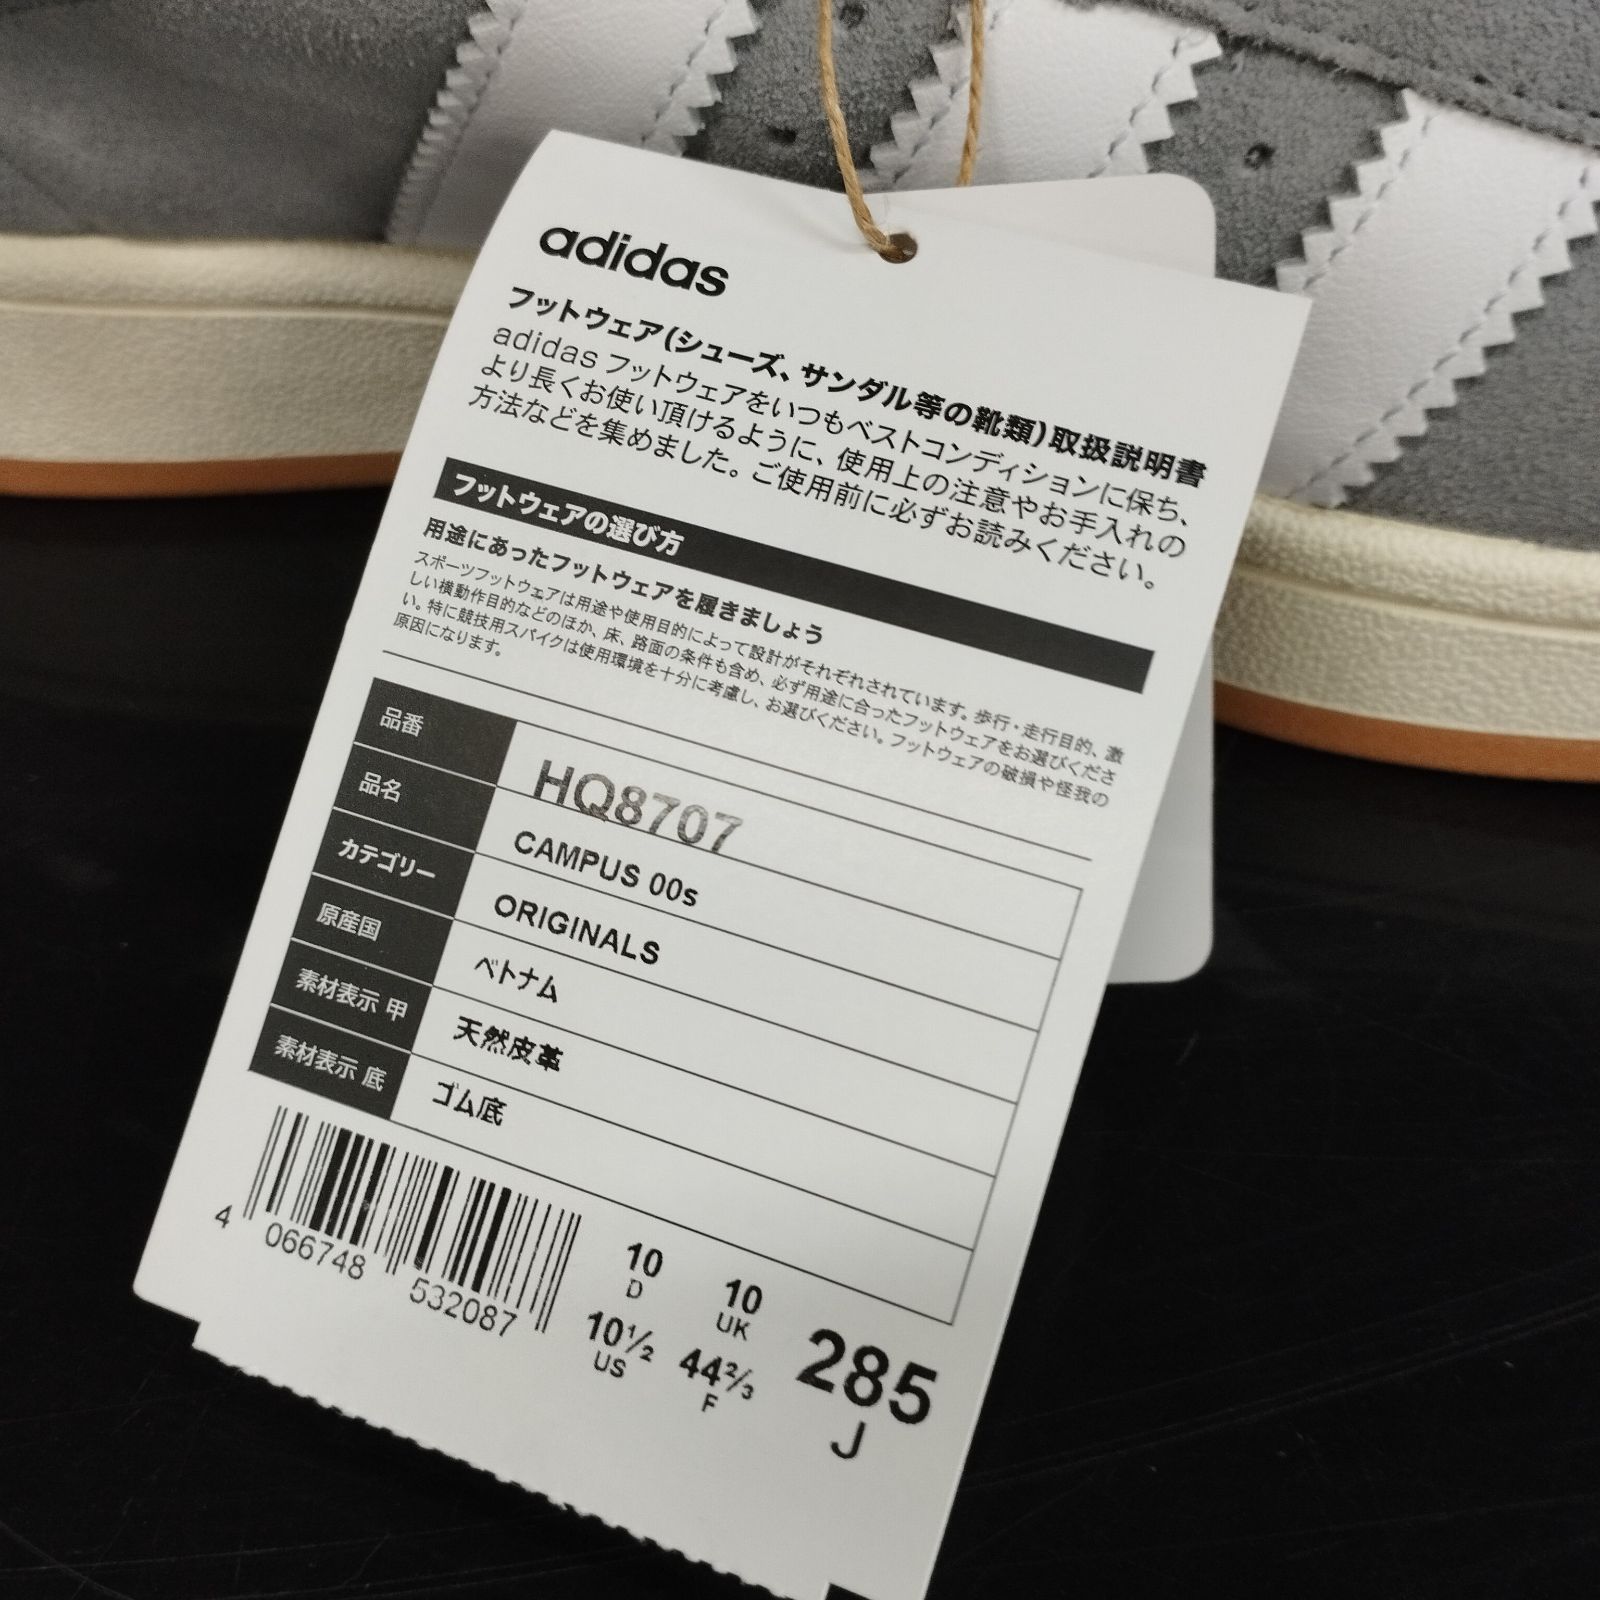 adidas
フットウェア(シューズ、サンダル等の靴類)取扱説明書
adidas フットウェアをいつもベストコンディションに保ち、
より長くお使い頂けるように、使用上の注意やお手入れの
方法などを集めました。ご使用前に必ずお読みください。
フットウェアの選び方
用途にあったフットウェアを履きましょう
スポーツフットウェアは用途や使用目的によって設計がそれぞれされています。歩行・走行目的、激
しい横動作目的などのほか、床、路面の条件も含め、必ず用途に合ったフットウェアをお選びくださ
い。特に競技用スパイクは使用環境を十分に考慮し、お選びください。フットウェアの破損や怪我の
原因になります。
品番 HQ8707
品名 CAMPUS 00s
カテゴリー ORIGINALS
原産国 ベトナム
素材表示 甲 天然皮革
素材表示 底 ゴム底
4 066748 532087
10 D
10 UK
10½ US
44⅔ F
285 J